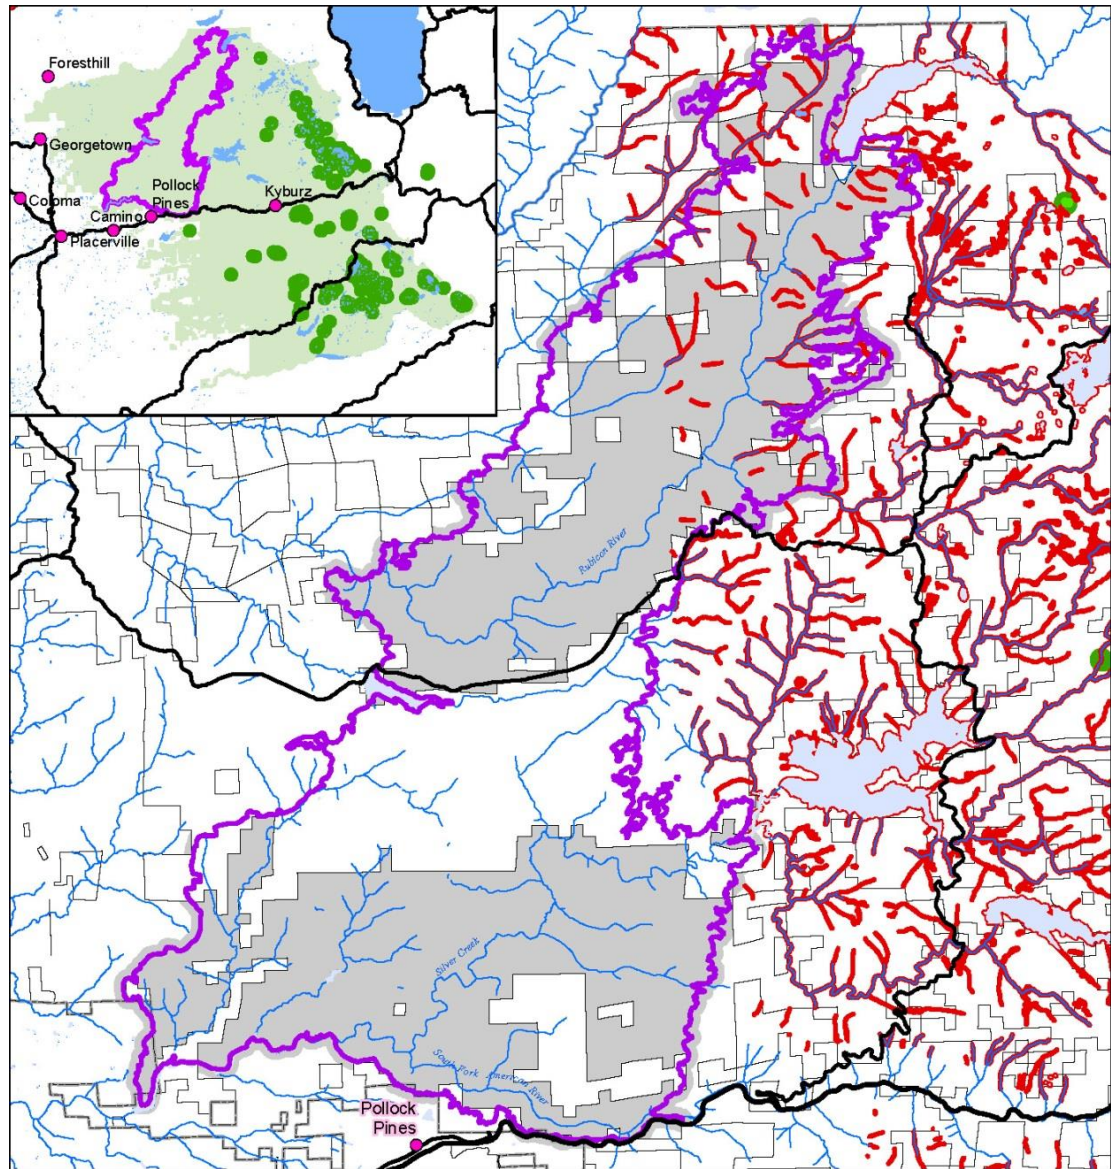 Foresthill
Georgetown
Coloma
Pollock
Pines
Kyburz
Camino
Placerville
Rubicon River
Silver Creek
South Fork American River
Pollock
Pines